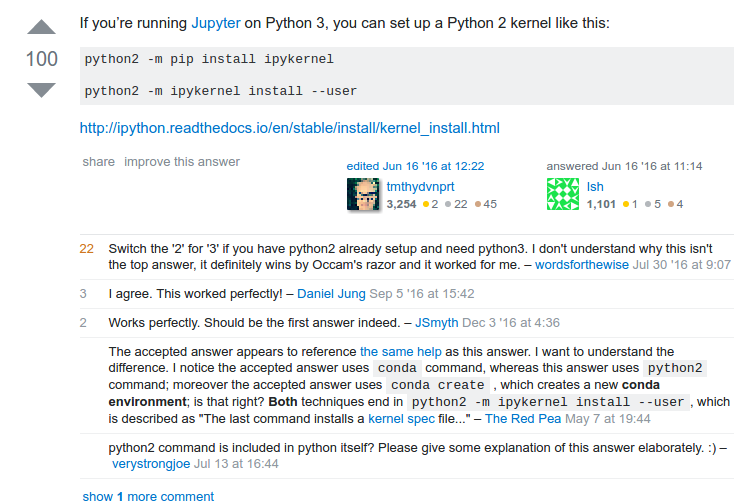 If you’re running Jupyter on Python 3, you can set up a Python 2 kernel like this:
100
python2 -m pip install ipykernel
python2 -m ipykernel install --user
http://ipython.readthedocs.io/en/stable/install/kernel_install.html
share improve this answer
edited Jun 16 '16 at 12:22
tmthydvnprt
3,254 2 22 45
answered Jun 16 '16 at 11:14
lsh
1,101 1 5 4
22 Switch the '2' for '3' if you have python2 already setup and need python3. I don't understand why this isn't
the top answer, it definitely wins by Occam's razor and it worked for me. – wordsforthewise Jul 30 '16 at 9:07
3 I agree. This worked perfectly! – Daniel Jung Sep 5 '16 at 15:42
2 Works perfectly. Should be the first answer indeed. – JSmyth Dec 3 '16 at 4:36
The accepted answer appears to reference the same help as this answer. I want to understand the
difference. I notice the accepted answer uses conda command, whereas this answer uses python2
command; moreover the accepted answer uses conda create , which creates a new conda
environment; is that right? Both techniques end in python2 -m ipykernel install --user , which
is described as "The last command installs a kernel spec file..." – The Red Pea May 7 at 19:44
python2 command is included in python itself? Please give some explanation of this answer elaborately. :) –
verystrongjoe Jul 13 at 16:44
show 1 more comment